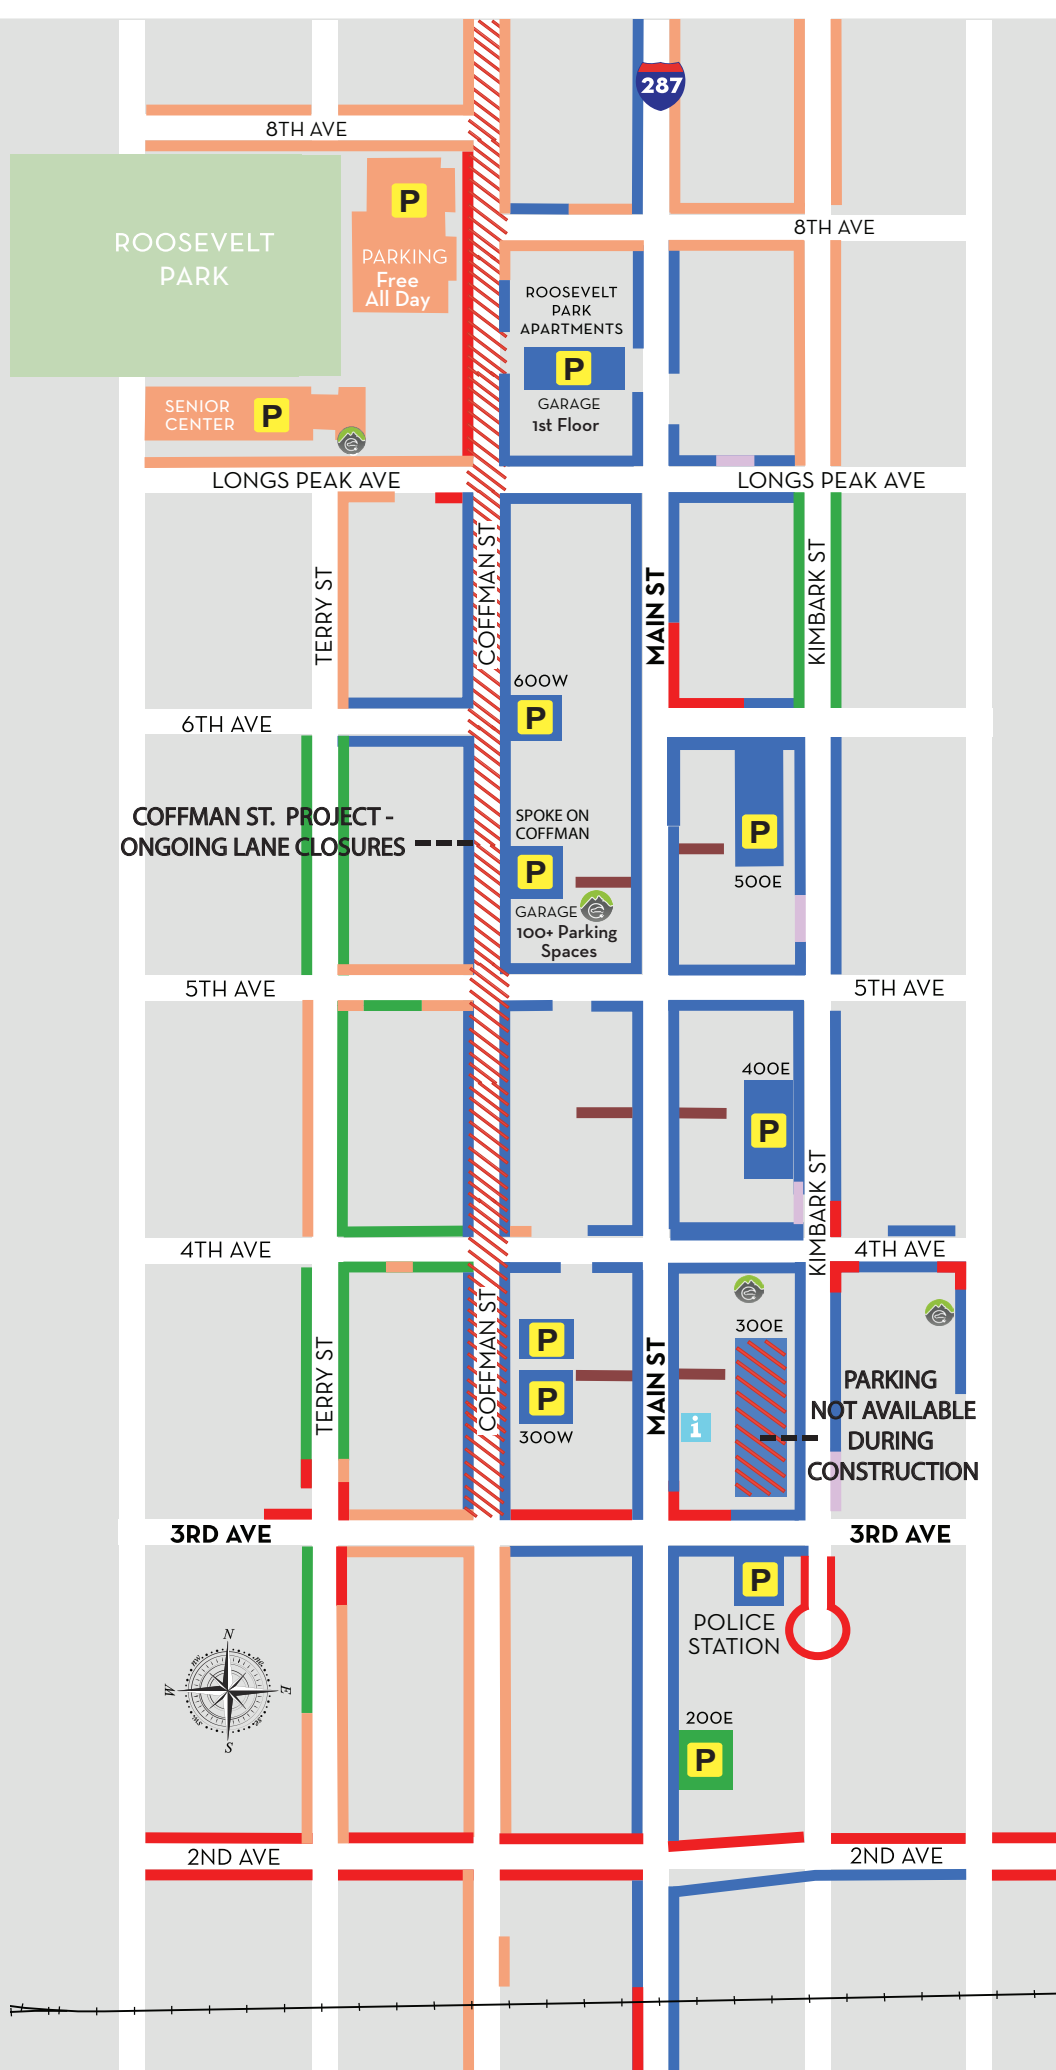 287
8TH AVE
P
ROOSEVELT
PARK
PARKING
Free
All Day
8TH AVE
ROOSEVELT
PARK
APARTMENTS
P
GARAGE
1st Floor
SENIOR
CENTER
P
LONGS PEAK AVE
LONGS PEAK AVE
TERRY ST
COFFMAN ST
MAIN ST
KIMBARK ST
600W
P
6TH AVE
COFFMAN ST. PROJECT -
ONGOING LANE CLOSURES
SPOKE ON
COFFMAN
P
GARAGE
100+ Parking
Spaces
P
500E
5TH AVE
5TH AVE
400E
P
KIMBARK ST
4TH AVE
4TH AVE
TERRY ST
COFFMAN ST
P
P
300W
MAIN ST
300E
i
PARKING
NOT AVAILABLE
DURING
CONSTRUCTION
3RD AVE
3RD AVE
P
POLICE
STATION
N
W
E
S
200E
P
2ND AVE
2ND AVE